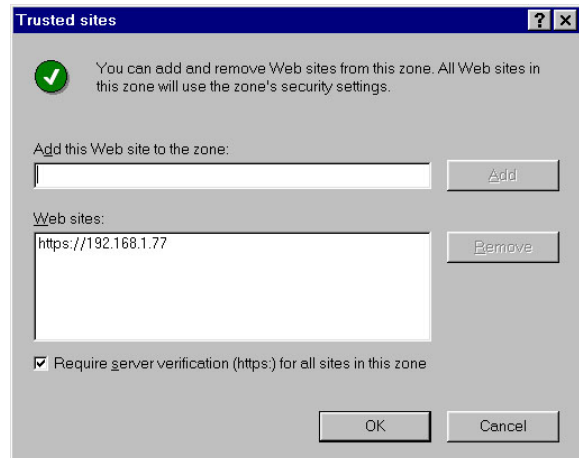 Trusted sites
You can add and remove Web sites from this zone. All Web sites in
this zone will use the zone's security settings.
Add this Web site to the zone:
Add
Web sites:
https://192.168.1.77
Remove
Require server verification (https:) for all sites in this zone
OK
Cancel